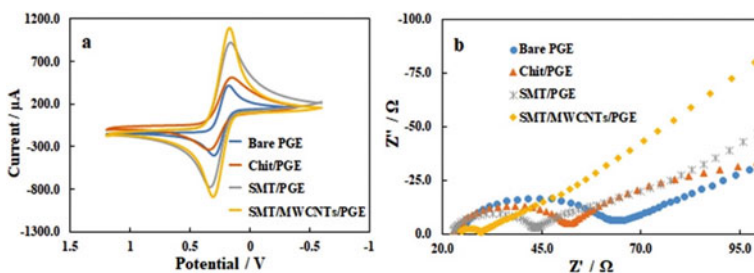 a
1200.0
700.0
200.0
-300.0
-800.0
-1300.0
1.5
1
0.5
0
-0.5
-1
Current / µA
Potential / V
Bare PGE
Chit/PGE
SMT/PGE
SMT/MWCNTs/PGE
b
-100.0
-75.0
-50.0
-25.0
0.0
20.0
45.0
70.0
95.0
Z'' / Ω
Z' / Ω
Bare PGE
Chit/PGE
SMT/PGE
SMT/MWCNTs/PGE